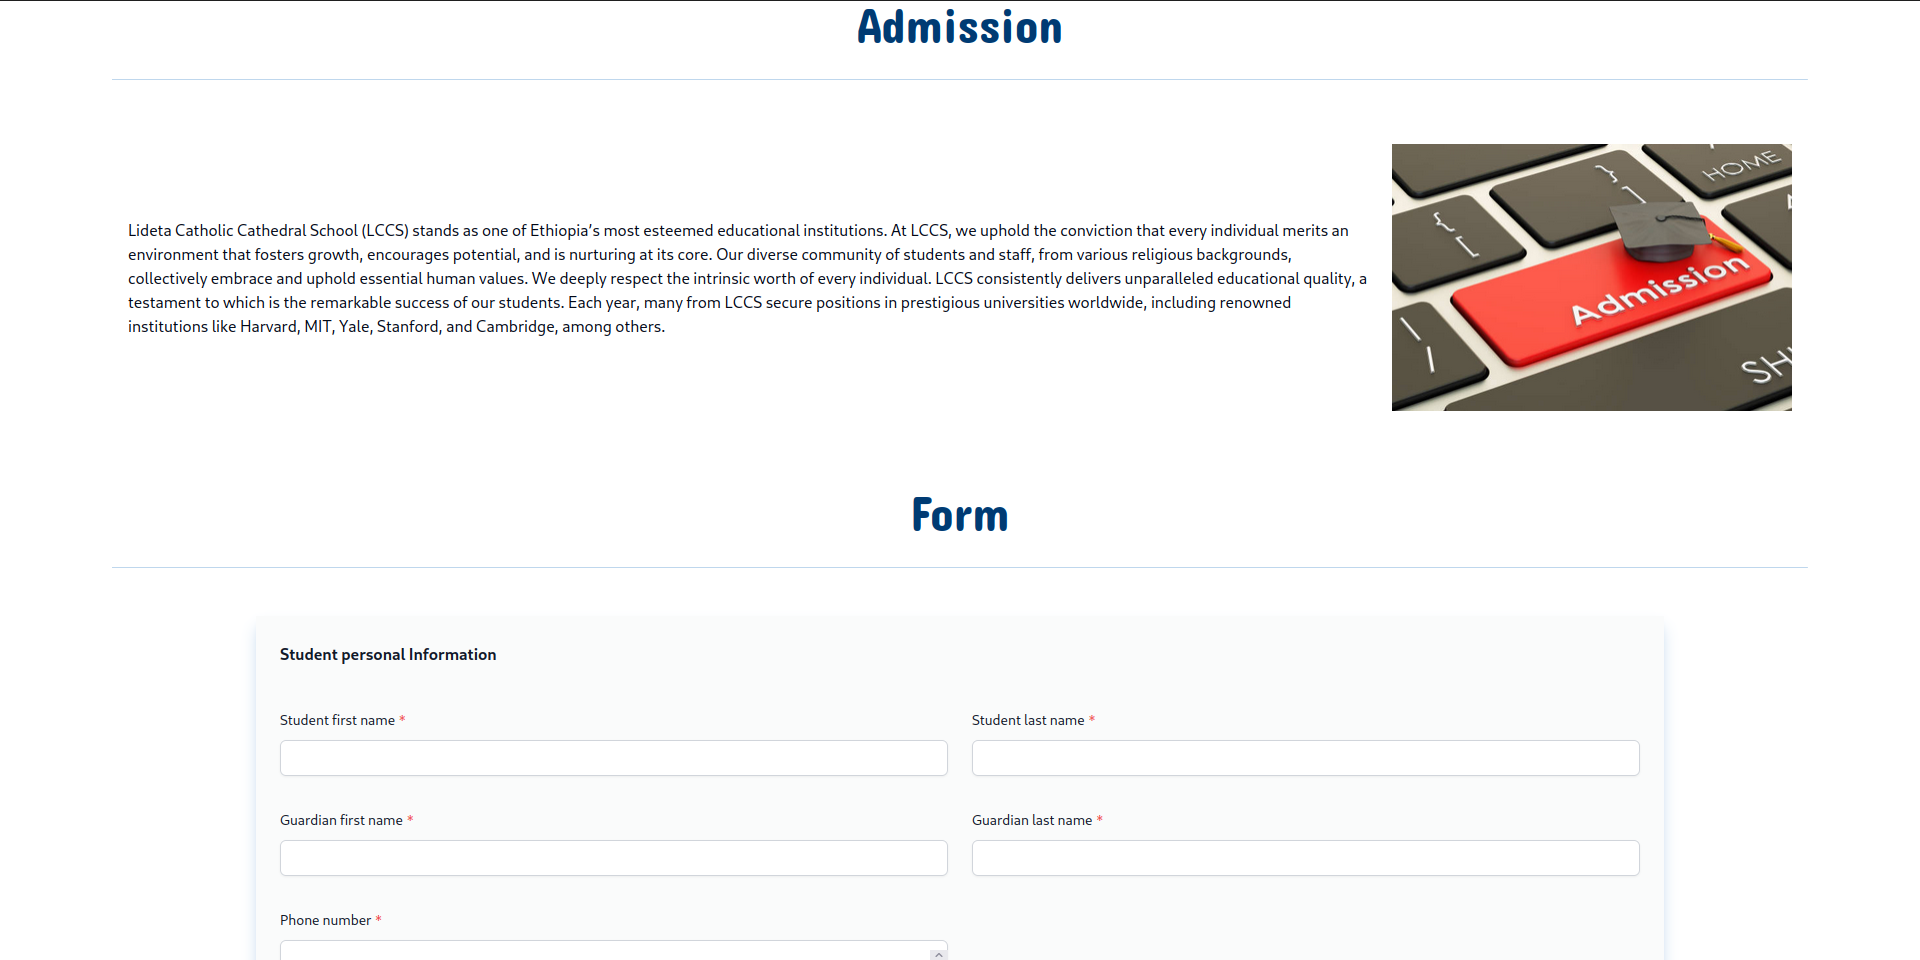 Admission
Lideta Catholic Cathedral School (LCCS) stands as one of Ethiopia’s most esteemed educational institutions. At LCCS, we uphold the conviction that every individual merits an
environment that fosters growth, encourages potential, and is nurturing at its core. Our diverse community of students and staff, from various religious backgrounds,
collectively embrace and uphold essential human values. We deeply respect the intrinsic worth of every individual. LCCS consistently delivers unparalleled educational quality, a
testament to which is the remarkable success of our students. Each year, many from LCCS secure positions in prestigious universities worldwide, including renowned
institutions like Harvard, MIT, Yale, Stanford, and Cambridge, among others.
HOME
}
]
{
[
Admission
\
/
SH
Form
Student personal Information
Student first name *
Student last name *
Guardian first name *
Guardian last name *
Phone number *